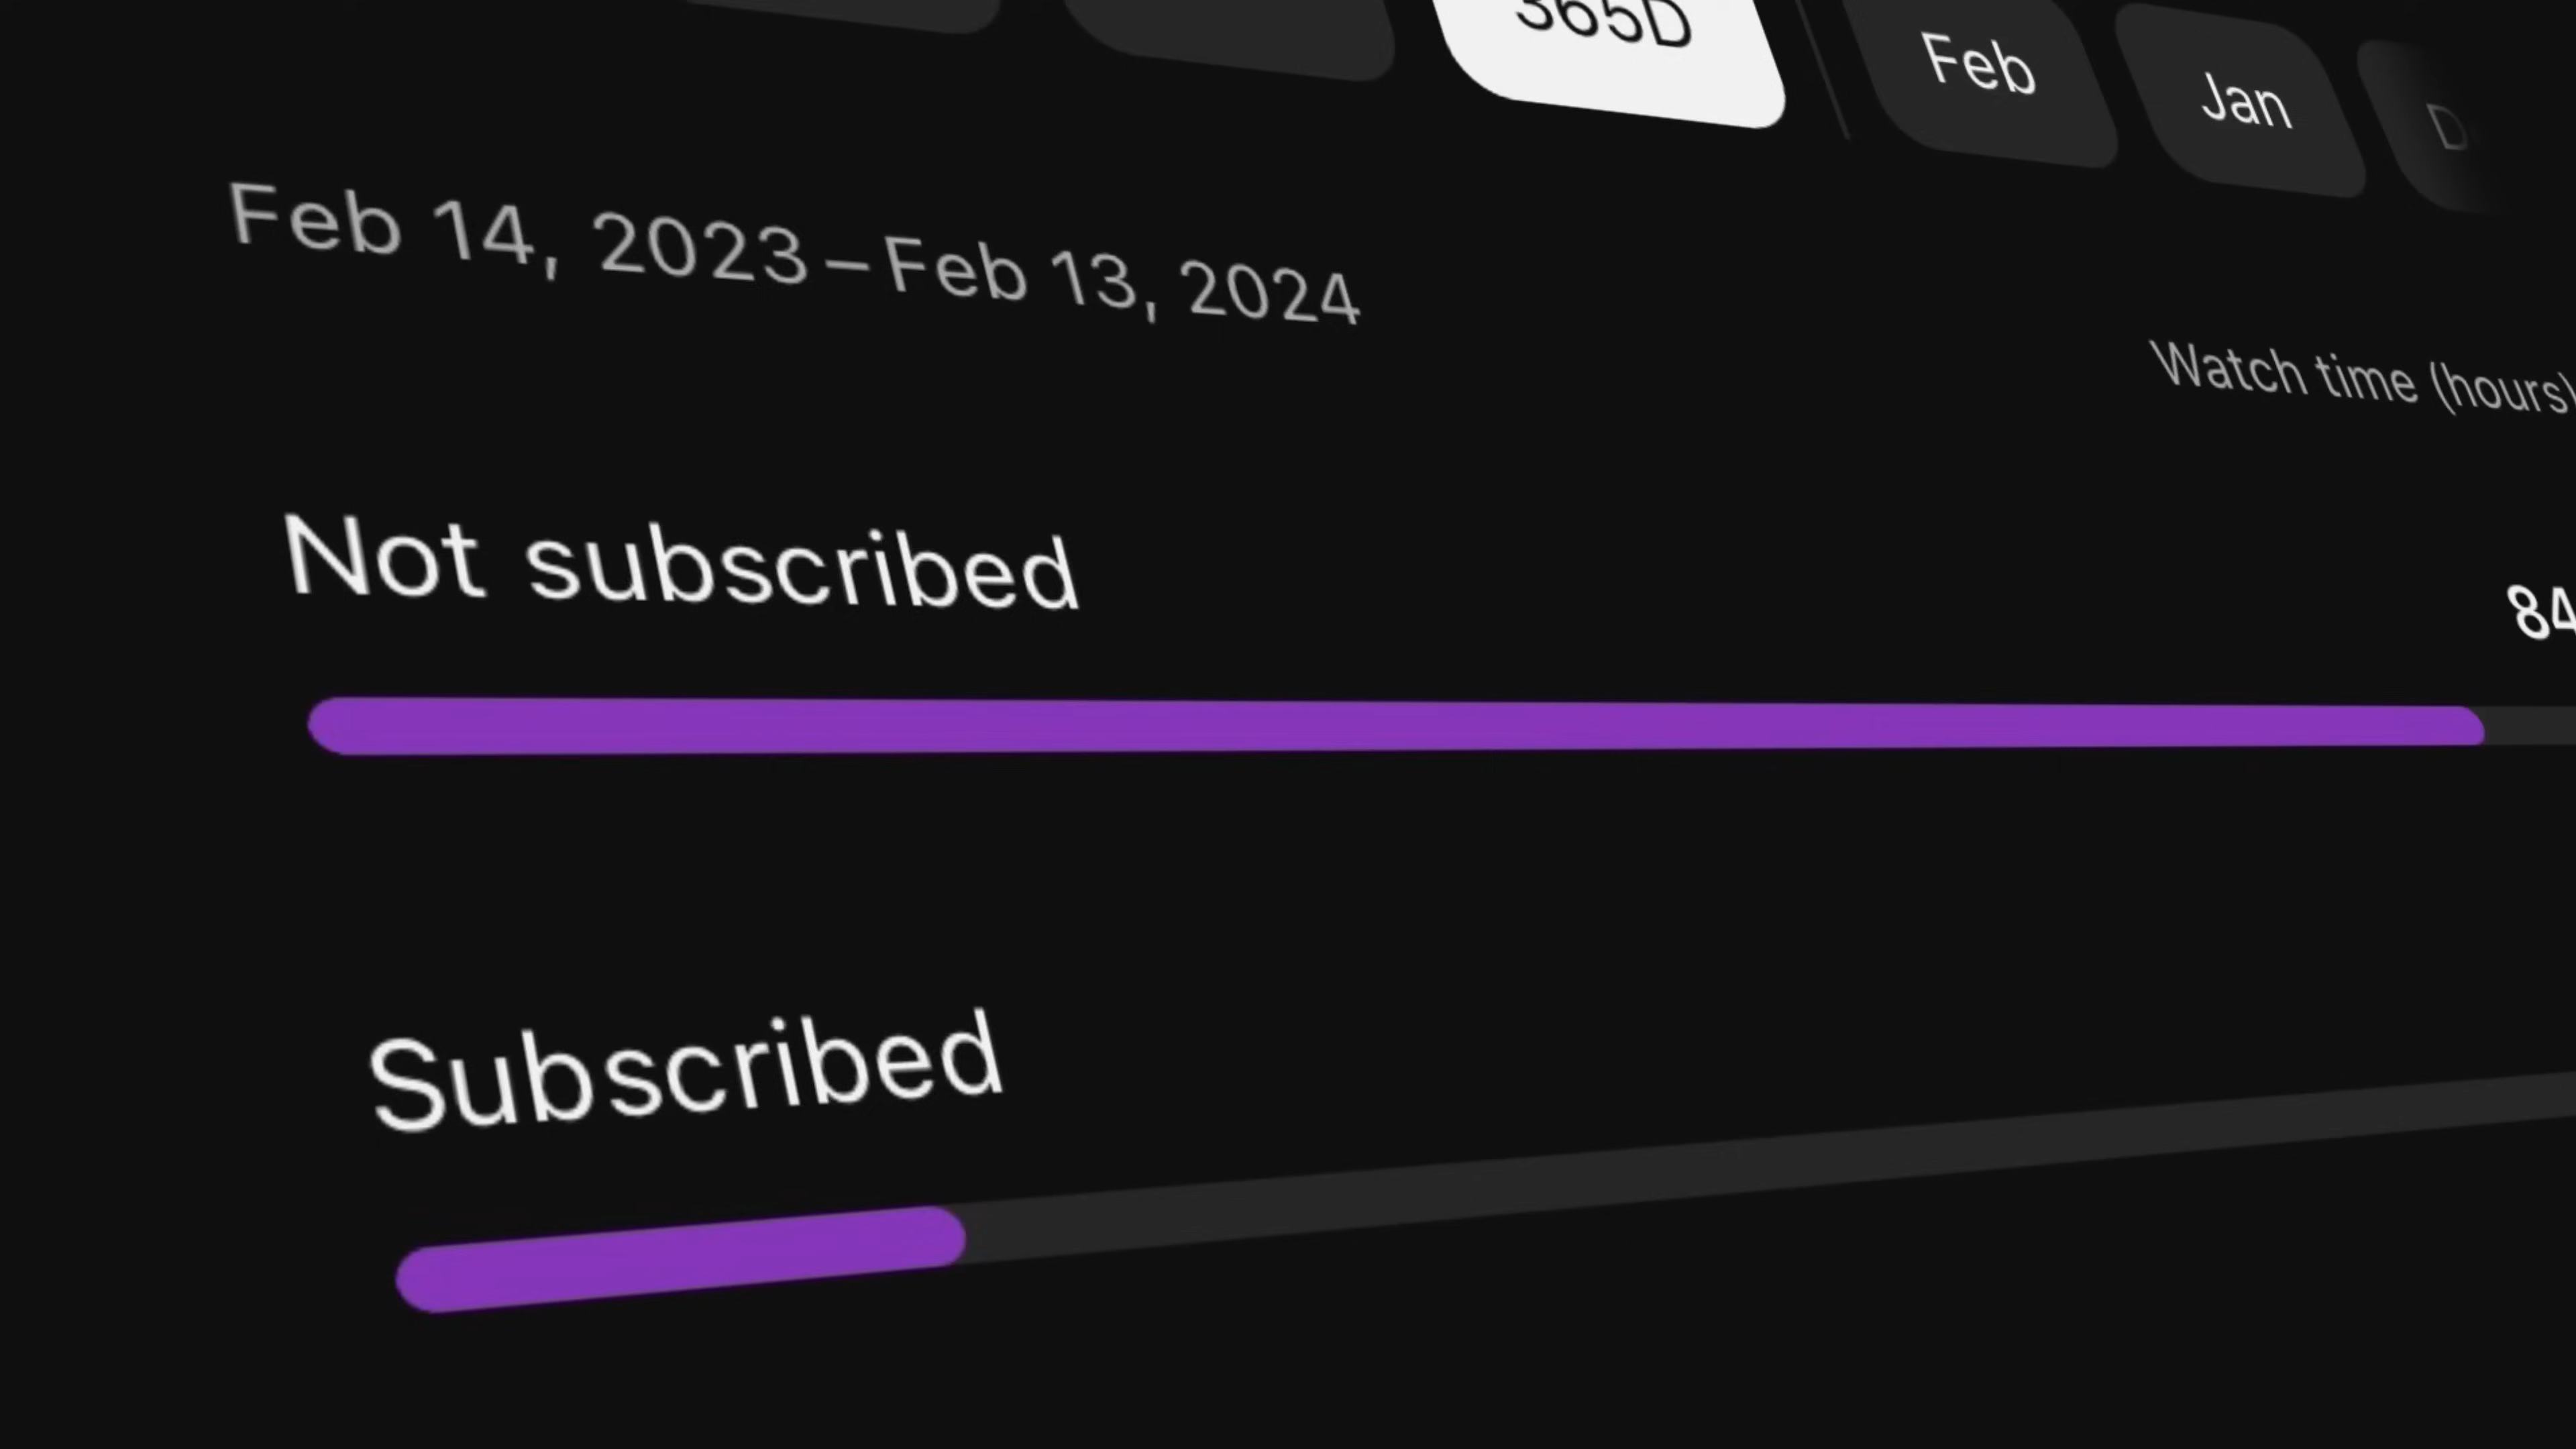 365D
Feb
Jan
D
Feb 14, 2023 – Feb 13, 2024
Watch time (hours)
Not subscribed
84
Subscribed